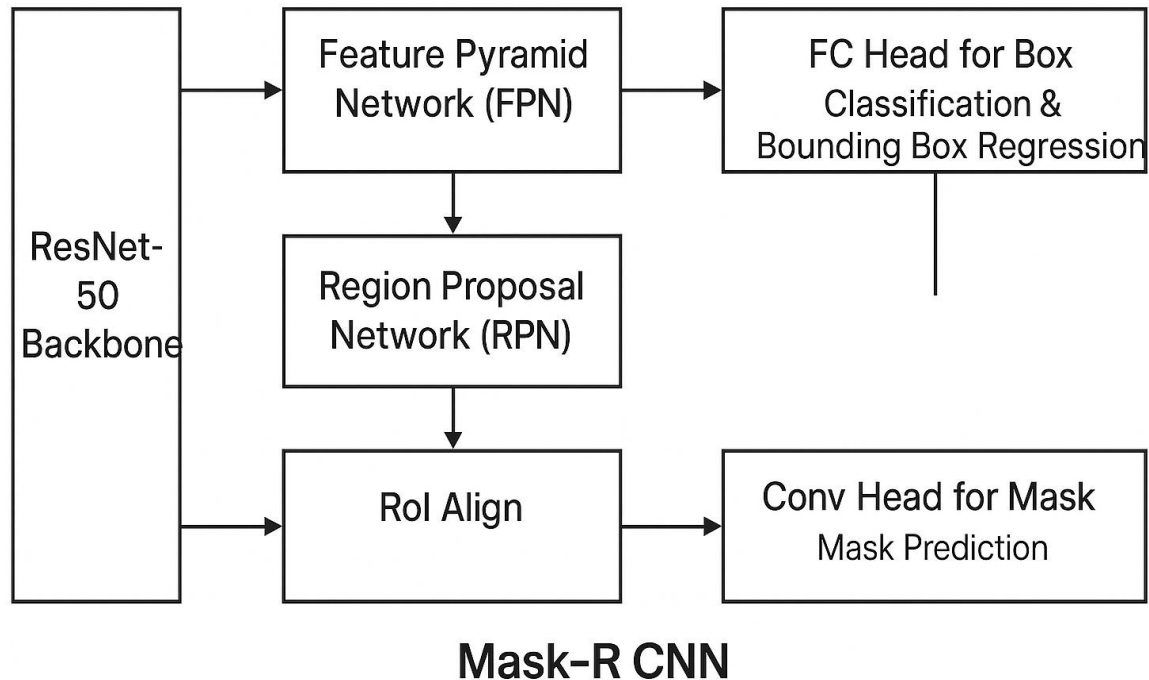 Feature Pyramid
Network (FPN)
FC Head for Box
Classification &
Bounding Box Regression
ResNet-
50
Backbone
Region Proposal
Network (RPN)
RoI Align
Conv Head for Mask
Mask Prediction
Mask–R CNN